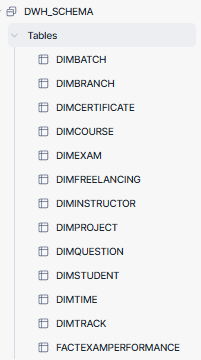 DWH_SCHEMA
Tables
DIMBATCH
DIMBRANCH
DIMCERTIFICATE
DIMCOURSE
DIMEXAM
DIMFREELANCING
DIMINSTRUCTOR
DIMPROJECT
DIMQUESTION
DIMSTUDENT
DIMTIME
DIMTRACK
FACTEXAMPERFORMANCE